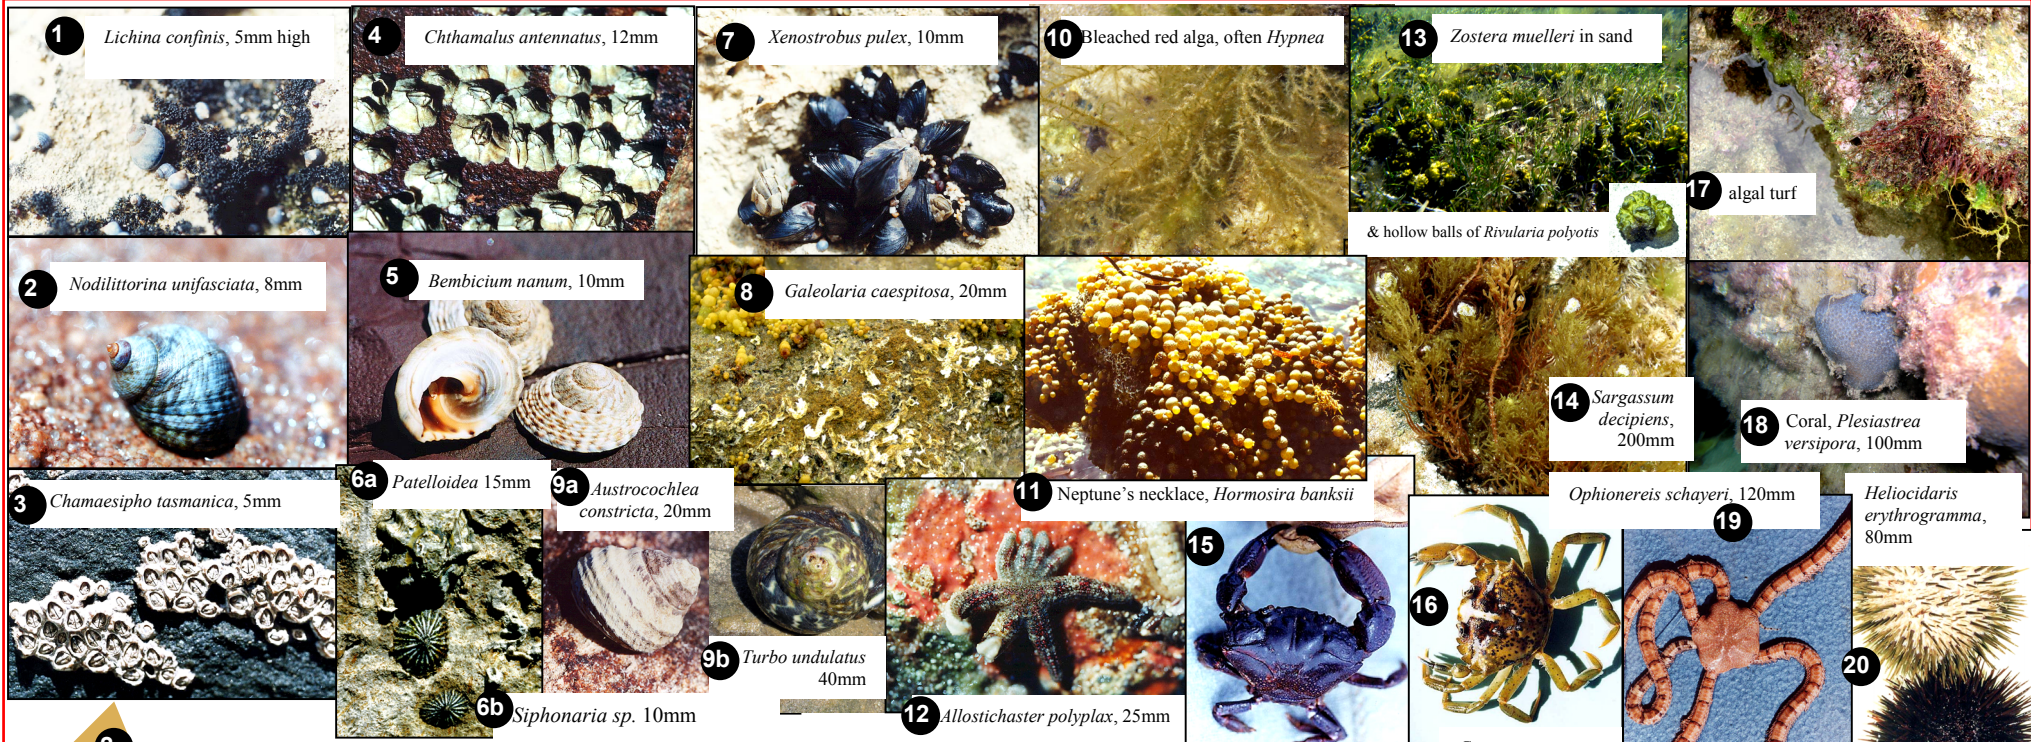 1
Lichina confinis, 5mm high
2
Nodilittorina unifasciata, 8mm
3
Chamaesipho tasmanica, 5mm
4
Chthamalus antennatus, 12mm
5
Bembicium nanum, 10mm
6a
Patelloidea 15mm
6b
Siphonaria sp. 10mm
7
Xenostrobus pulex, 10mm
8
Galeolaria caespitosa, 20mm
9a
Austrocochlea
constricta, 20mm
9b
Turbo undulatus
40mm
10
Bleached red alga, often Hypnea
11
Neptune’s necklace, Hormosira banksii
12
Allostichaster polyplax, 25mm
13
Zostera muelleri in sand
& hollow balls of Rivularia polyotis
14
Sargassum
decipiens,
200mm
15
16
17
algal turf
18
Coral, Plesiastrea
versipora, 100mm
Ophionereis schayeri, 120mm
19
Heliocidaris
erythrogramma,
80mm
20